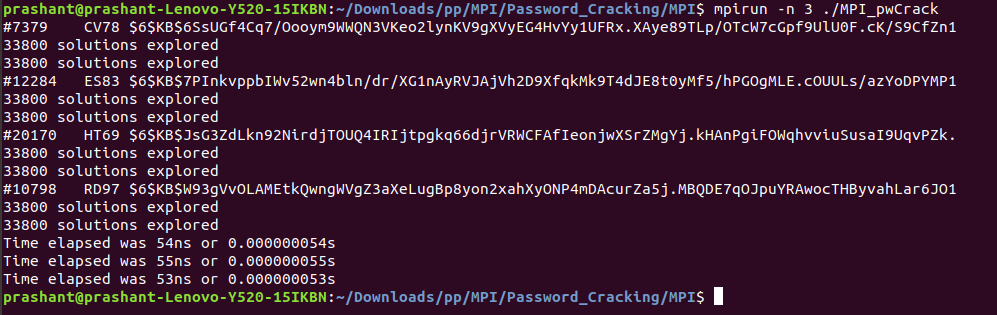 prashant@prashant-Lenovo-Y520-15IKBN:~/Downloads/pp/MPI/Password_Cracking/MPI$ mpirun -n 3 ./MPI_pwCrack
#7379 CV78 $6$KB$6SsUGf4Cq7/Oooym9WWQN3VKeo2lynKV9gXVyEG4HvYy1UFRx.XAye89TLp/OTcW7cGpf9UlU0F.cK/S9CfZn1
33800 solutions explored
33800 solutions explored
#12284 ES83 $6$KB$7PInkvppbIWv52wn4bln/dr/XG1nAyRVJAjVh2D9XfqkMk9T4dJE8t0yMf5/hPGOgMLE.cOUULs/azYoDPYMP1
33800 solutions explored
33800 solutions explored
#20170 HT69 $6$KB$JsG3ZdLkn92NirdjTOUQ4IRIjtpgkq66djrVRWCFAfIeonjwXSrZMgYj.kHAnPgiFOWqhvviuSusaI9UqvPZk.
33800 solutions explored
33800 solutions explored
#10798 RD97 $6$KB$W93gVvOLAMEtkQwngWVgZ3aXeLugBp8yon2xahXyONP4mDAcurZa5j.MBQDE7qOJpuYRAwocTHByvahLar6JO1
33800 solutions explored
33800 solutions explored
Time elapsed was 54ns or 0.000000054s
Time elapsed was 55ns or 0.000000055s
Time elapsed was 53ns or 0.000000053s
prashant@prashant-Lenovo-Y520-15IKBN:~/Downloads/pp/MPI/Password_Cracking/MPI$